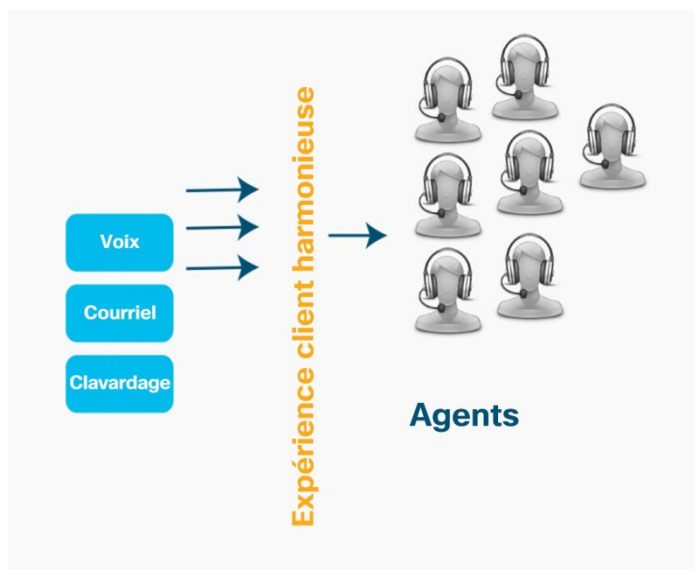 Voix
Courriel
Clavardage
Expérience client harmonieuse
Agents